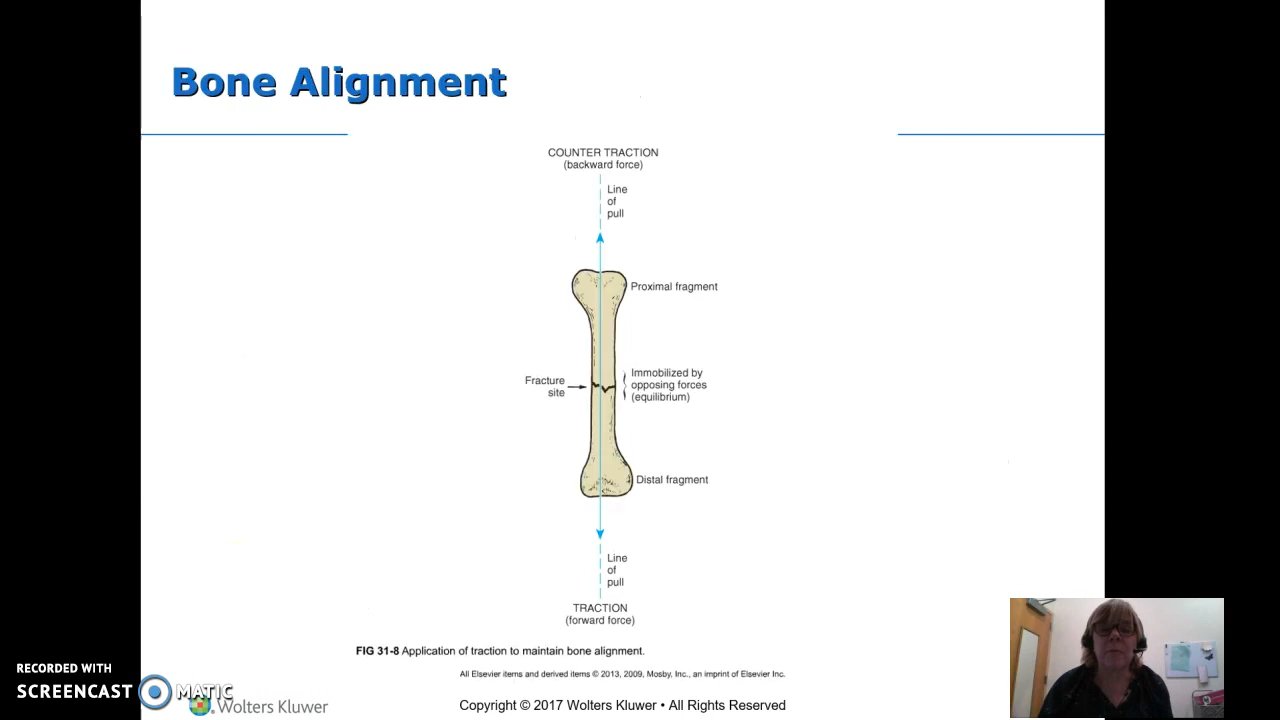 Bone Alignment
COUNTER TRACTION
(backward force)
Line
of
pull
Proximal fragment
Fracture
site
Immobilized by
opposing forces
(equilibrium)
Distal fragment
Line
of
pull
TRACTION
(forward force)
FIG 31-8 Application of traction to maintain bone alignment.
All Elsevier items and derived items © 2013, 2009, Mosby, Inc., an imprint of Elsevier Inc.
RECORDED WITH
SCREENCAST MATIC
Wolters Kluwer
Copyright © 2017 Wolters Kluwer • All Rights Reserved